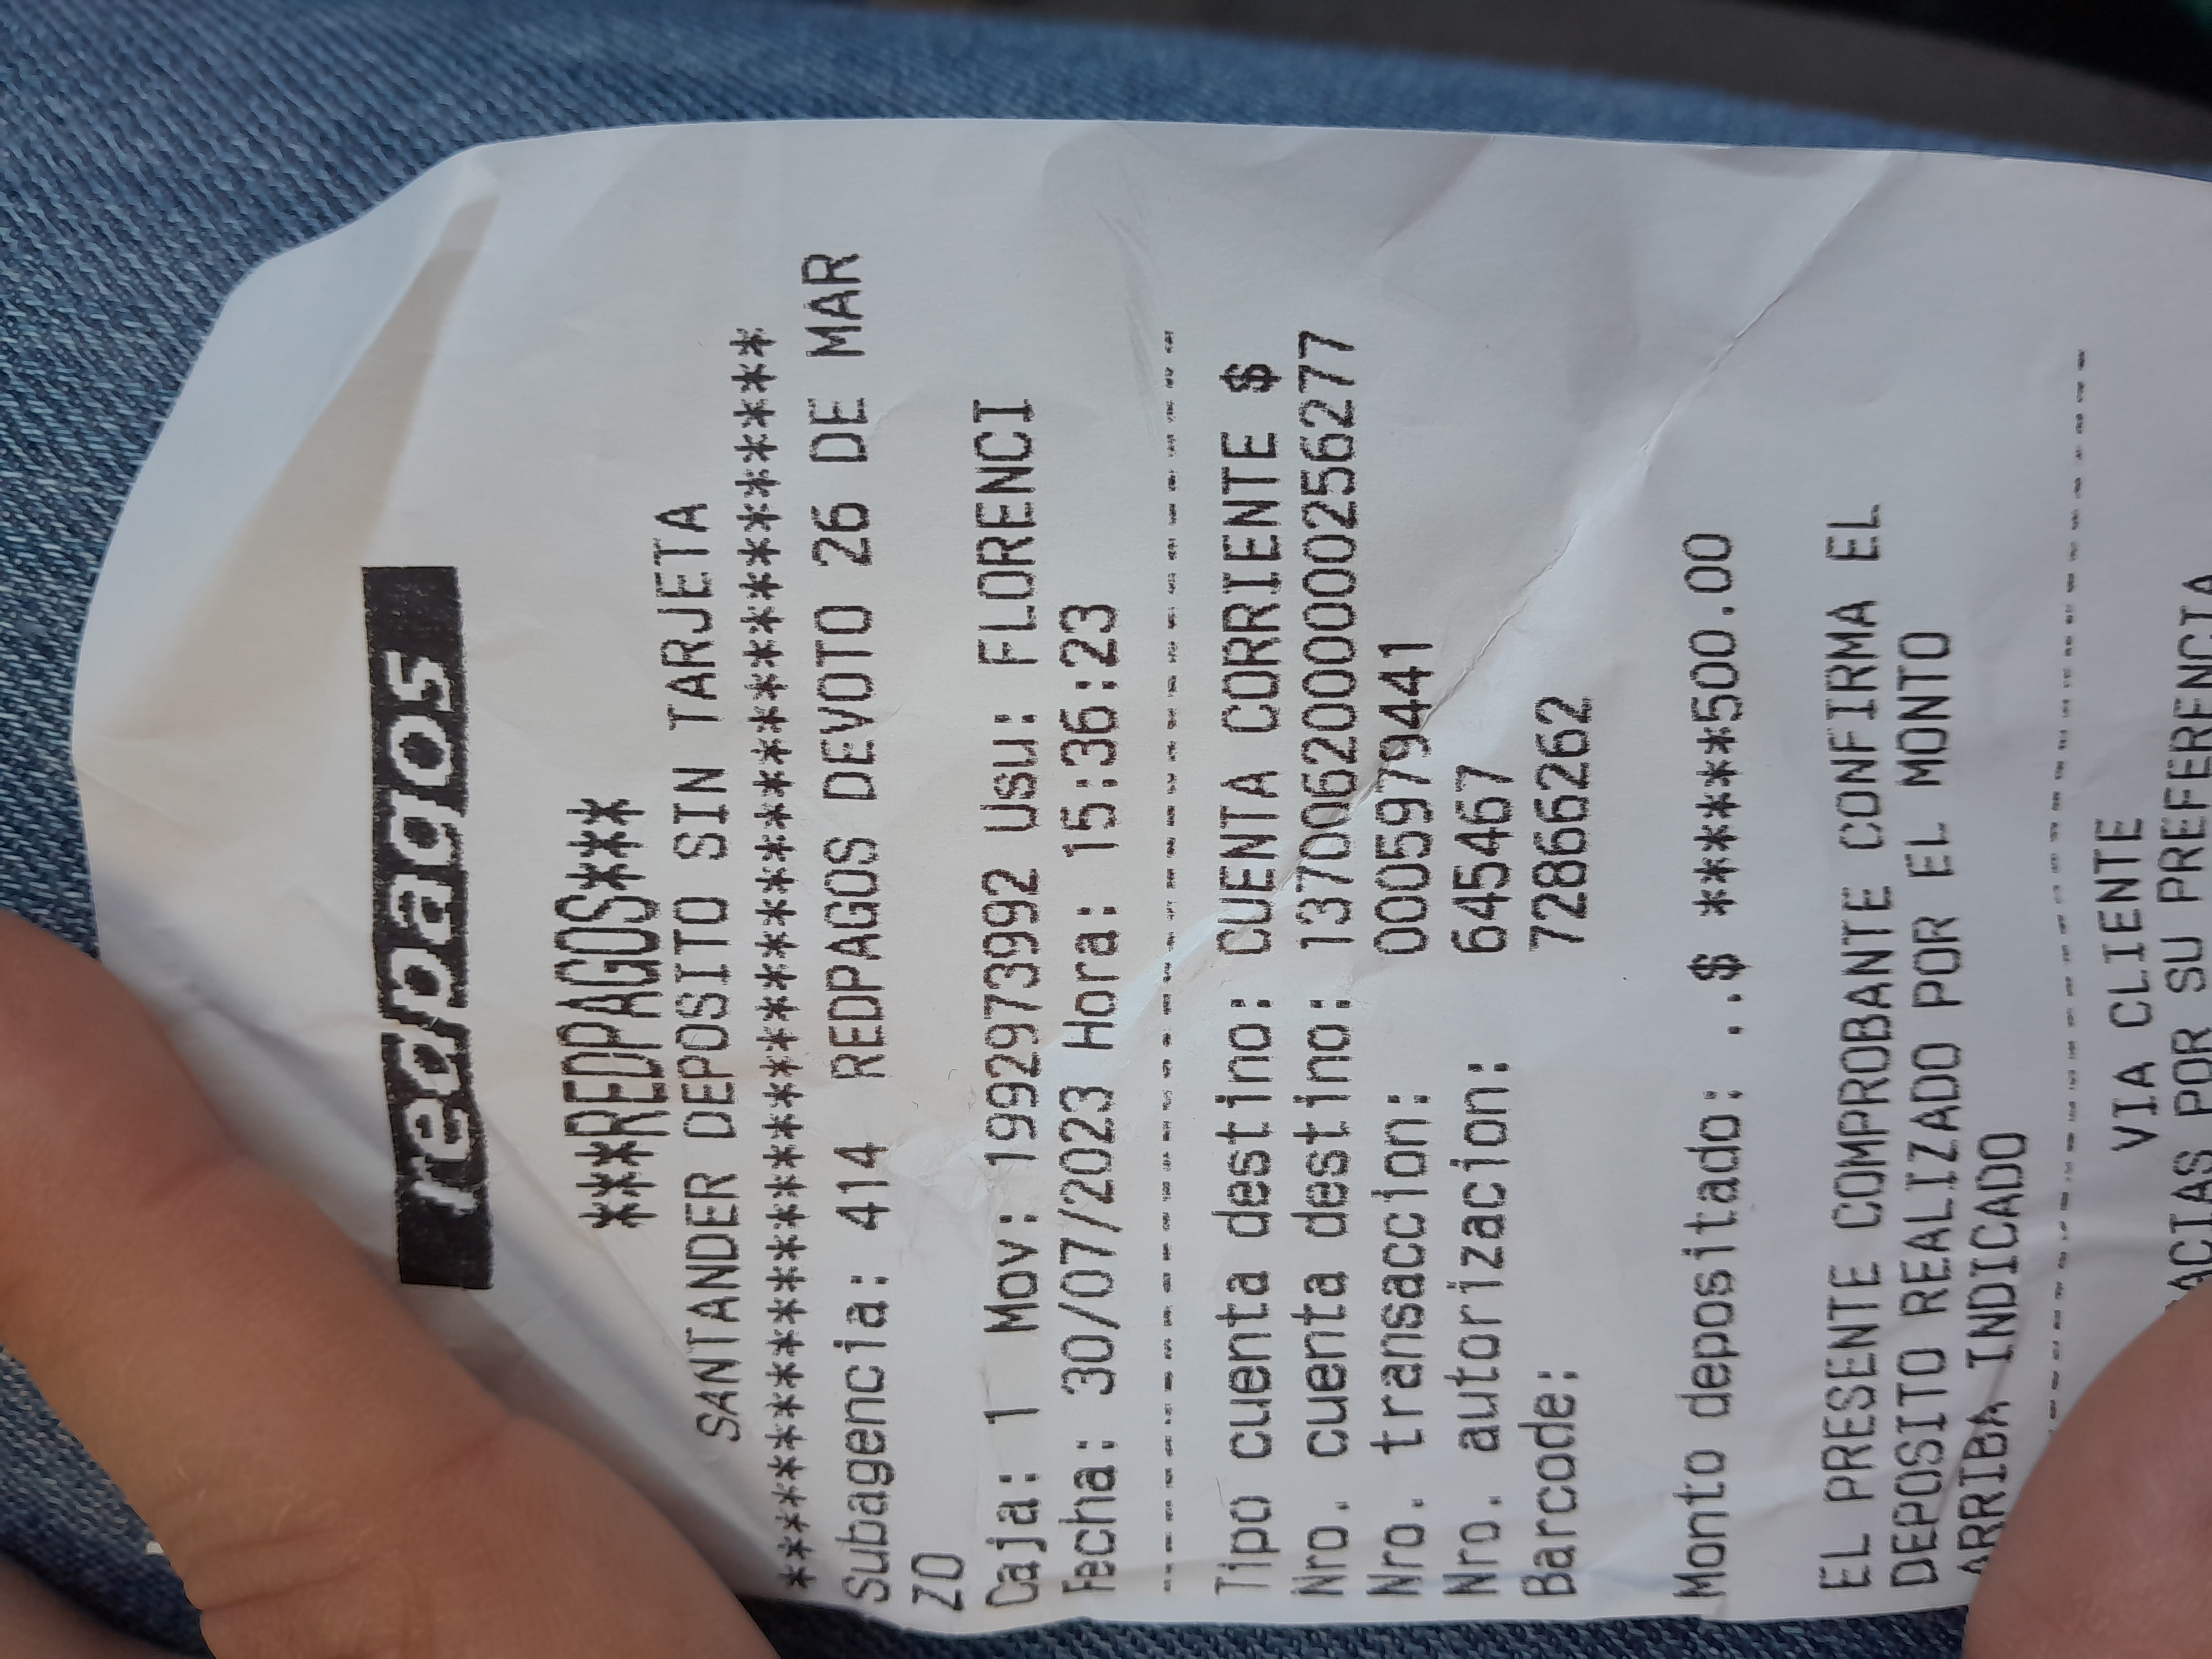 redpagos
***REDPAGOS***
SANTANDER DEPOSITO SIN TARJETA
***************************************
Subagencia: 414  REDPAGOS DEVOTO 26 DE MAR
ZO
Caja: 1  Mov: 1992973992 Usu: FLORENCI
Fecha: 30/07/2023 Hora: 15:36:23
----------------------------------------
Tipo cuenta destino: CUENTA CORRIENTE $
Nro. cuenta destino: 1370062000000256277
Nro. transaccion: 0005979441
Nro. autorizacion: 645467
Barcode: 72866262
Monto depositado: ..$ ******500.00
EL PRESENTE COMPROBANTE CONFIRMA EL
DEPOSITO REALIZADO POR EL MONTO
ARRIBA INDICADO
----------------------------------------
VIA CLIENTE
ACIAS POR SU PREFERENCIA